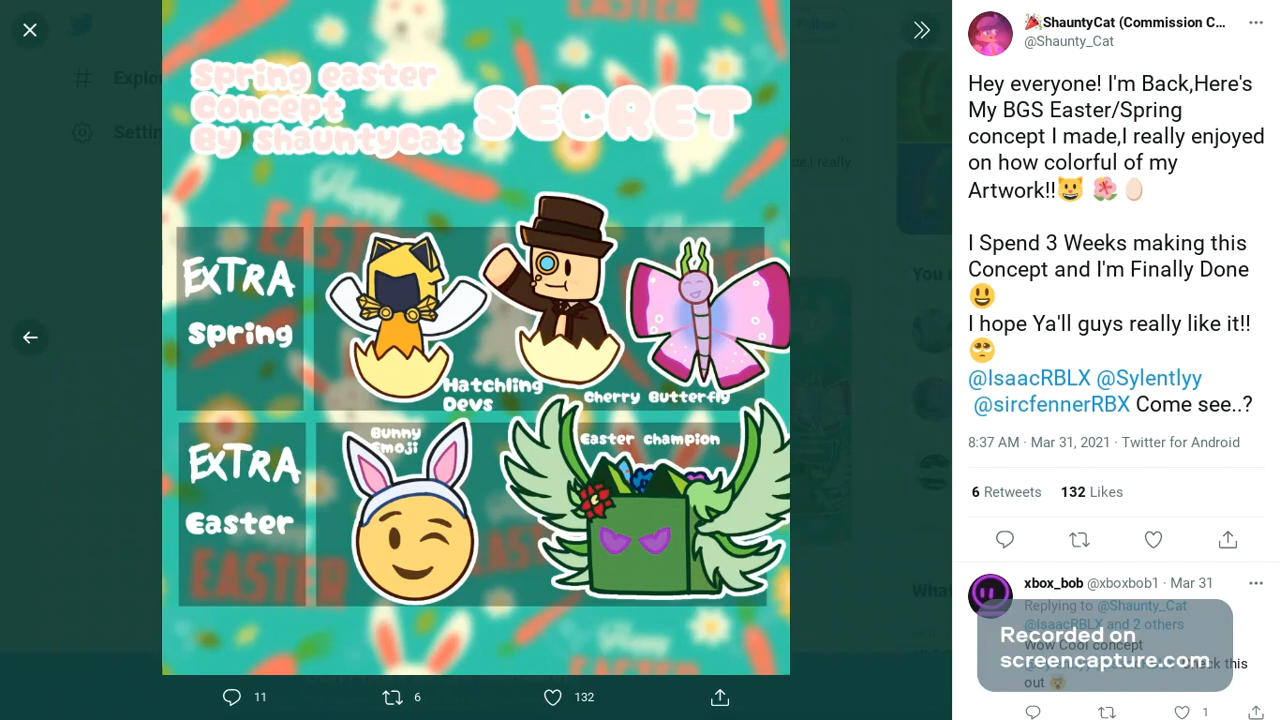 Spring easter
Concept
By shauntyCat
SECRET
ExTRA
Spring
Hatchling
Devs
Cherry Butterfly
ExTRA
Easter
Bunny
Emoji
Easter champion
11
6
132
ShauntyCat (Commission C...
@Shaunty_Cat
Hey everyone! I'm Back,Here's
My BGS Easter/Spring
concept I made,I really enjoyed
on how colorful of my
Artwork!!😺 🌺🥚
I Spend 3 Weeks making this
Concept and I'm Finally Done
😃
I hope Ya'll guys really like it!!
🥺
@IsaacRBLX @Sylentlyy
@sircfennerRBX Come see..?
8:37 AM · Mar 31, 2021 · Twitter for Android
6 Retweets 132 Likes
xbox_bob @xboxbob1 · Mar 31
Replying to @Shaunty_Cat
@IsaacRBLX and 2 others
Wow Cool concept
this
out 🤯
1
Recorded on
screencapture.com